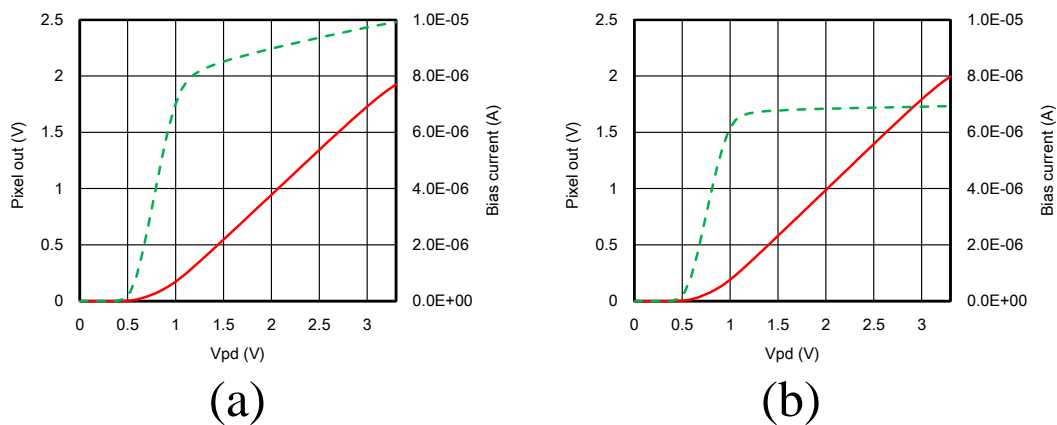 2.5
2
1.5
1
0.5
0
Pixel out (V)
1.0E-05
8.0E-06
6.0E-06
4.0E-06
2.0E-06
0.0E+00
Bias current (A)
0 0.5 1 1.5 2 2.5 3
Vpd (V)
(a)
2.5
2
1.5
1
0.5
0
Pixel out (V)
1.0E-05
8.0E-06
6.0E-06
4.0E-06
2.0E-06
0.0E+00
Bias current (A)
0 0.5 1 1.5 2 2.5 3
Vpd (V)
(b)